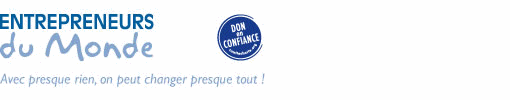 ENTREPRENEURS
du Monde
DON
en
CONFIANCE
Avec presque rien, on peut changer presque tout !